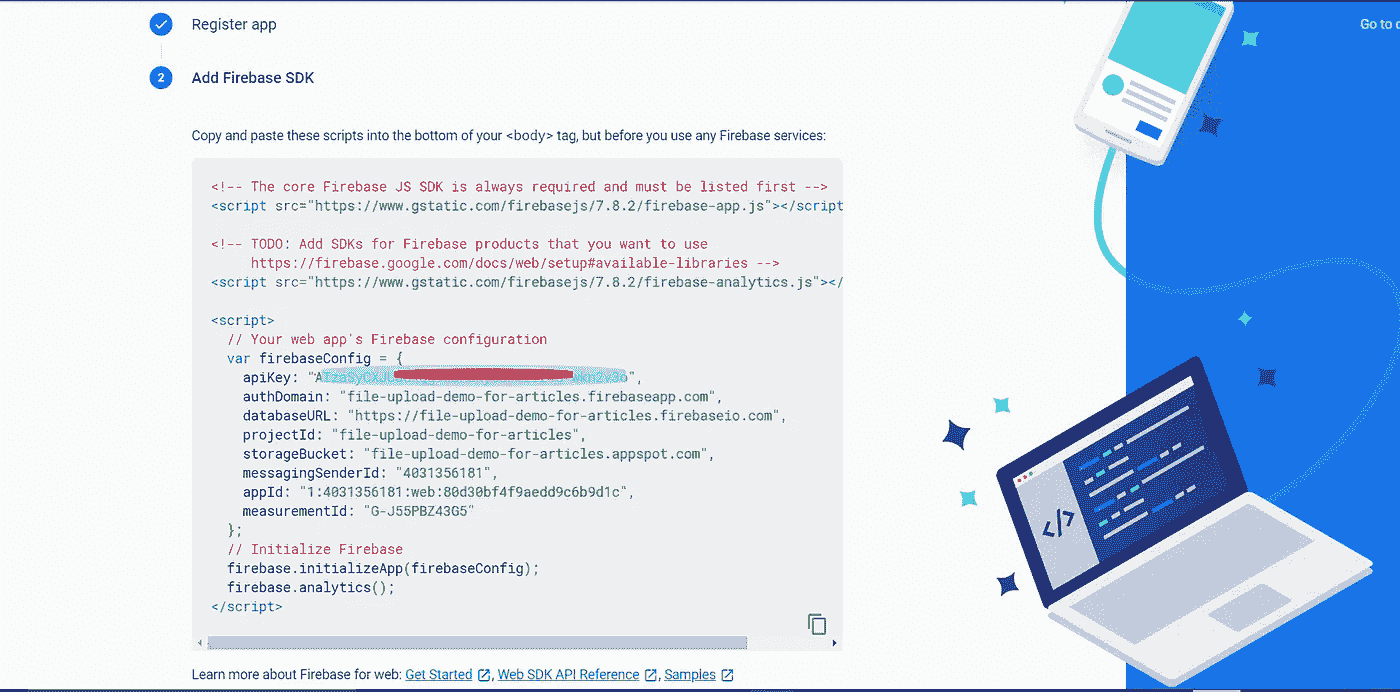 Register app
Go to
2
Add Firebase SDK
Copy and paste these scripts into the bottom of your <body> tag, but before you use any Firebase services:
<!-- The core Firebase JS SDK is always required and must be listed first -->
<script src="https://www.gstatic.com/firebasejs/7.8.2/firebase-app.js"></script
<!-- TODO: Add SDKs for Firebase products that you want to use
https://firebase.google.com/docs/web/setup#available-libraries -->
<script src="https://www.gstatic.com/firebasejs/7.8.2/firebase-analytics.js"></
<script>
// Your web app's Firebase configuration
var firebaseConfig = {
apiKey:
authDomain: "file-upload-demo-for-articles.firebaseapp.com",
databaseURL: "https://file-upload-demo-for-articles.firebaseio.com",
projectId: "file-upload-demo-for-articles",
storageBucket: "file-upload-demo-for-articles.appspot.com",
messagingSenderId: "4031356181",
appId: "1:4031356181:web:80d30bf4f9aedd9c6b9d1c",
measurementId: "G-J55PBZ43G5"
};
// Initialize Firebase
firebase.initializeApp(firebaseConfig);
firebase.analytics();
</script>
Learn more about Firebase for web: Get Started , Web SDK API Reference , Samples